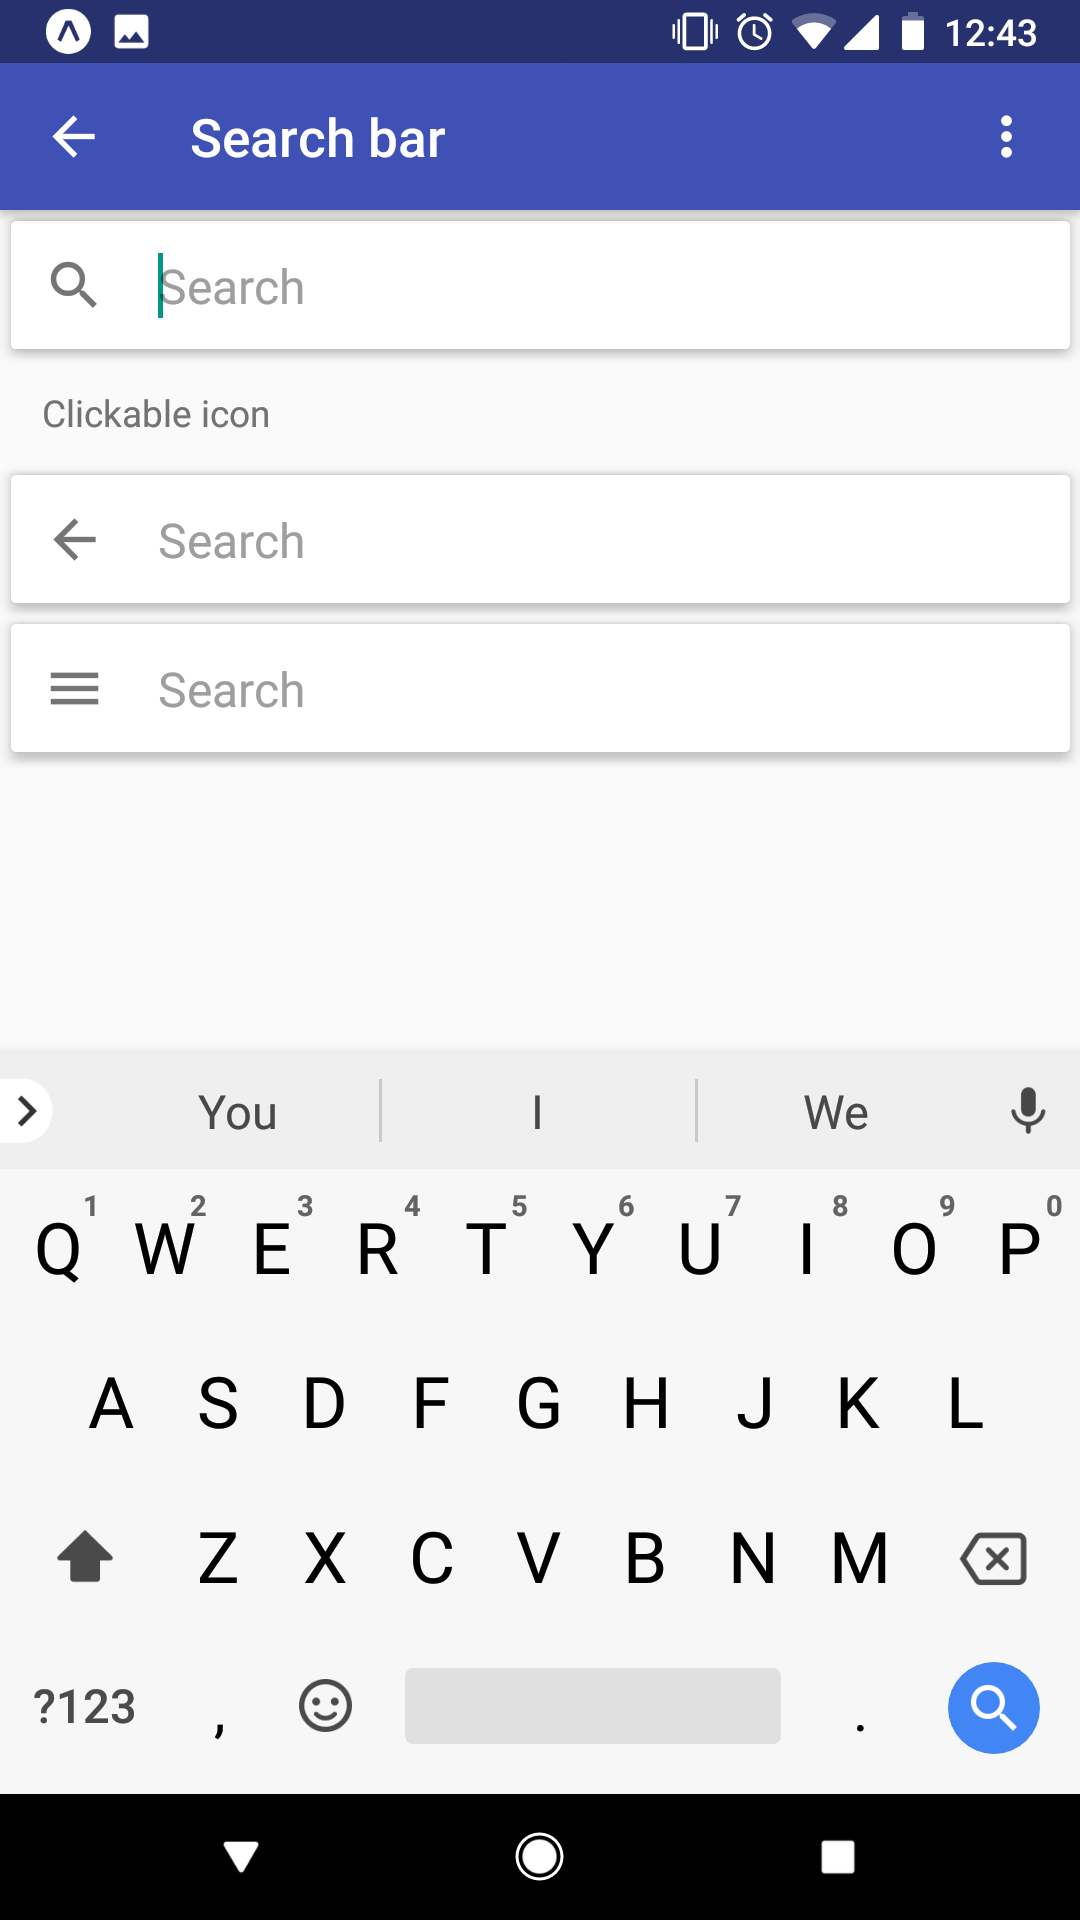 12:43
Search bar
Search
Clickable icon
Search
Search
You I We
1 2 3 4 5 6 7 8 9 0
Q W E R T Y U I O P
A S D F G H J K L
Z X C V B N M
?123 , .